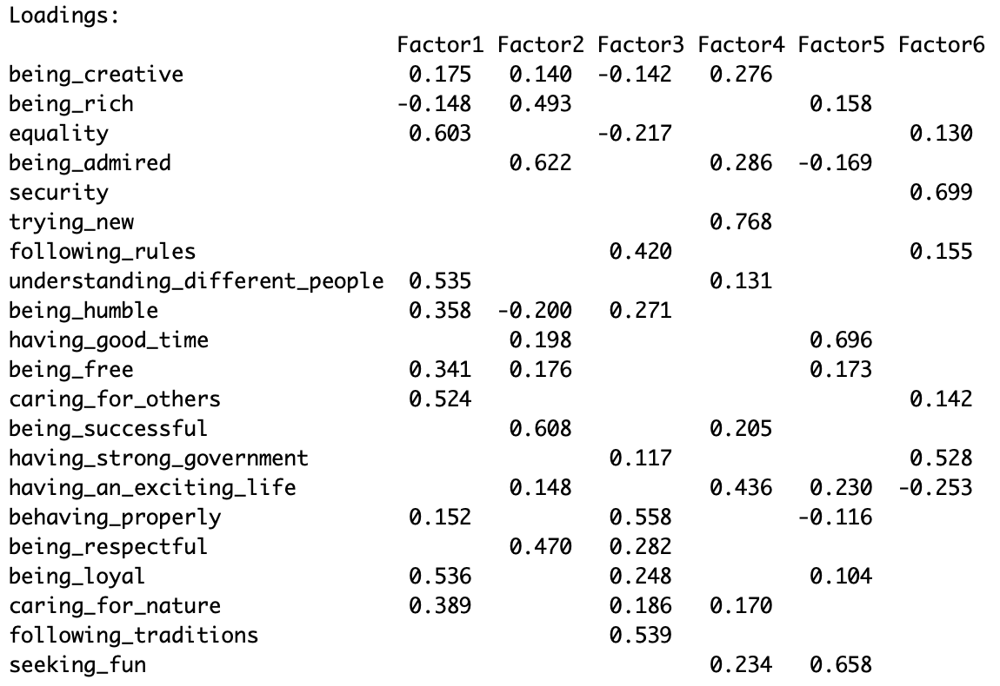 Loadings:
                              Factor1 Factor2 Factor3 Factor4 Factor5 Factor6
being_creative                 0.175   0.140  -0.142   0.276
being_rich                    -0.148   0.493                   0.158
equality                       0.603          -0.217                   0.130
being_admired                          0.622           0.286  -0.169
security                                                               0.699
trying_new                                             0.768
following_rules                                0.420                   0.155
understanding_different_people  0.535                   0.131
being_humble                   0.358  -0.200   0.271
having_good_time                       0.198                   0.696
being_free                     0.341   0.176                   0.173
caring_for_others              0.524                                   0.142
being_successful                       0.608           0.205
having_strong_government                       0.117                   0.528
having_an_exciting_life                0.148           0.436   0.230  -0.253
behaving_properly              0.152           0.558          -0.116
being_respectful                       0.470   0.282
being_loyal                    0.536           0.248           0.104
caring_for_nature              0.389           0.186   0.170
following_traditions                           0.539
seeking_fun                                            0.234   0.658